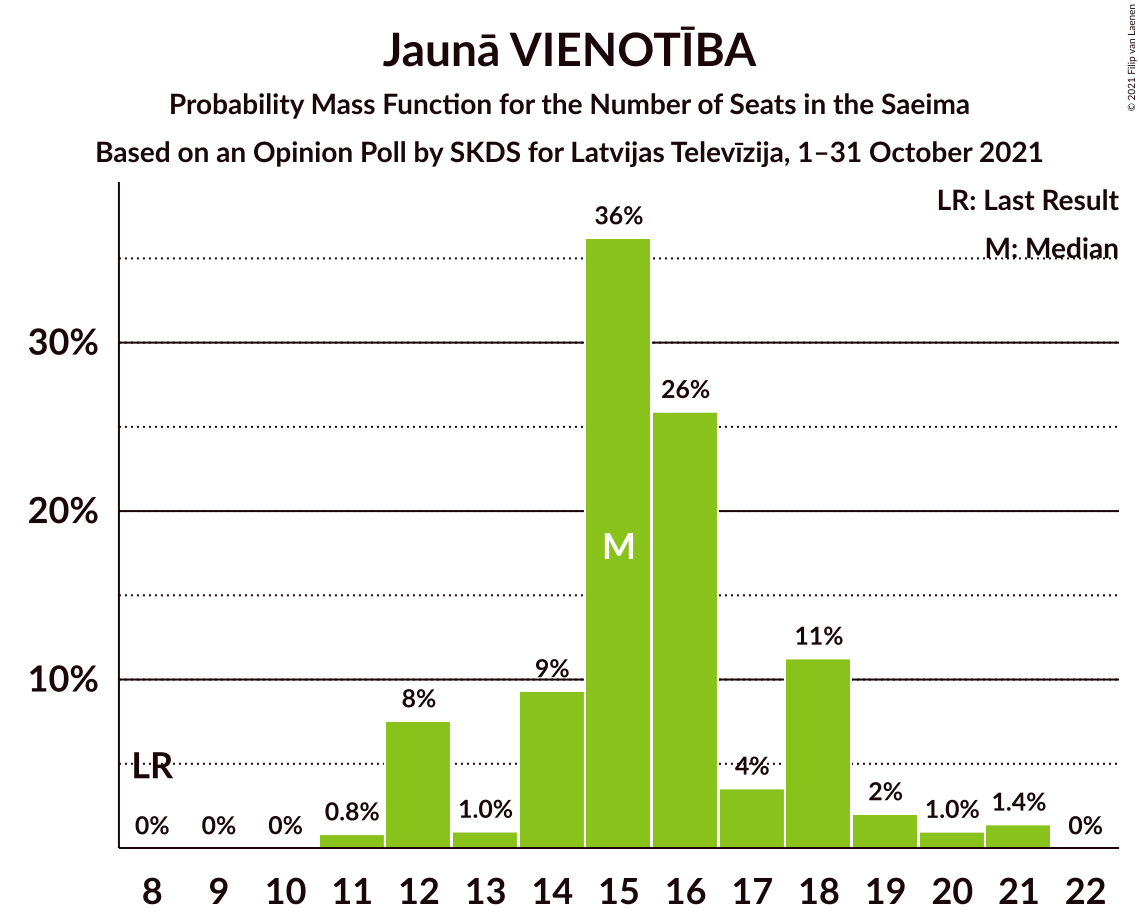 Jaunā VIENOTĪBA
Probability Mass Function for the Number of Seats in the Saeima
Based on an Opinion Poll by SKDS for Latvijas Televīzija, 1–31 October 2021
© 2021 Filip van Laenen
LR: Last Result
M: Median
36%
30%
26%
20%
M
11%
10%
9%
8%
LR
4%
2%
1.4%
0% 0% 0% 0.8% 1.0% 1.0% 0%
8 9 10 11 12 13 14 15 16 17 18 19 20 21 22